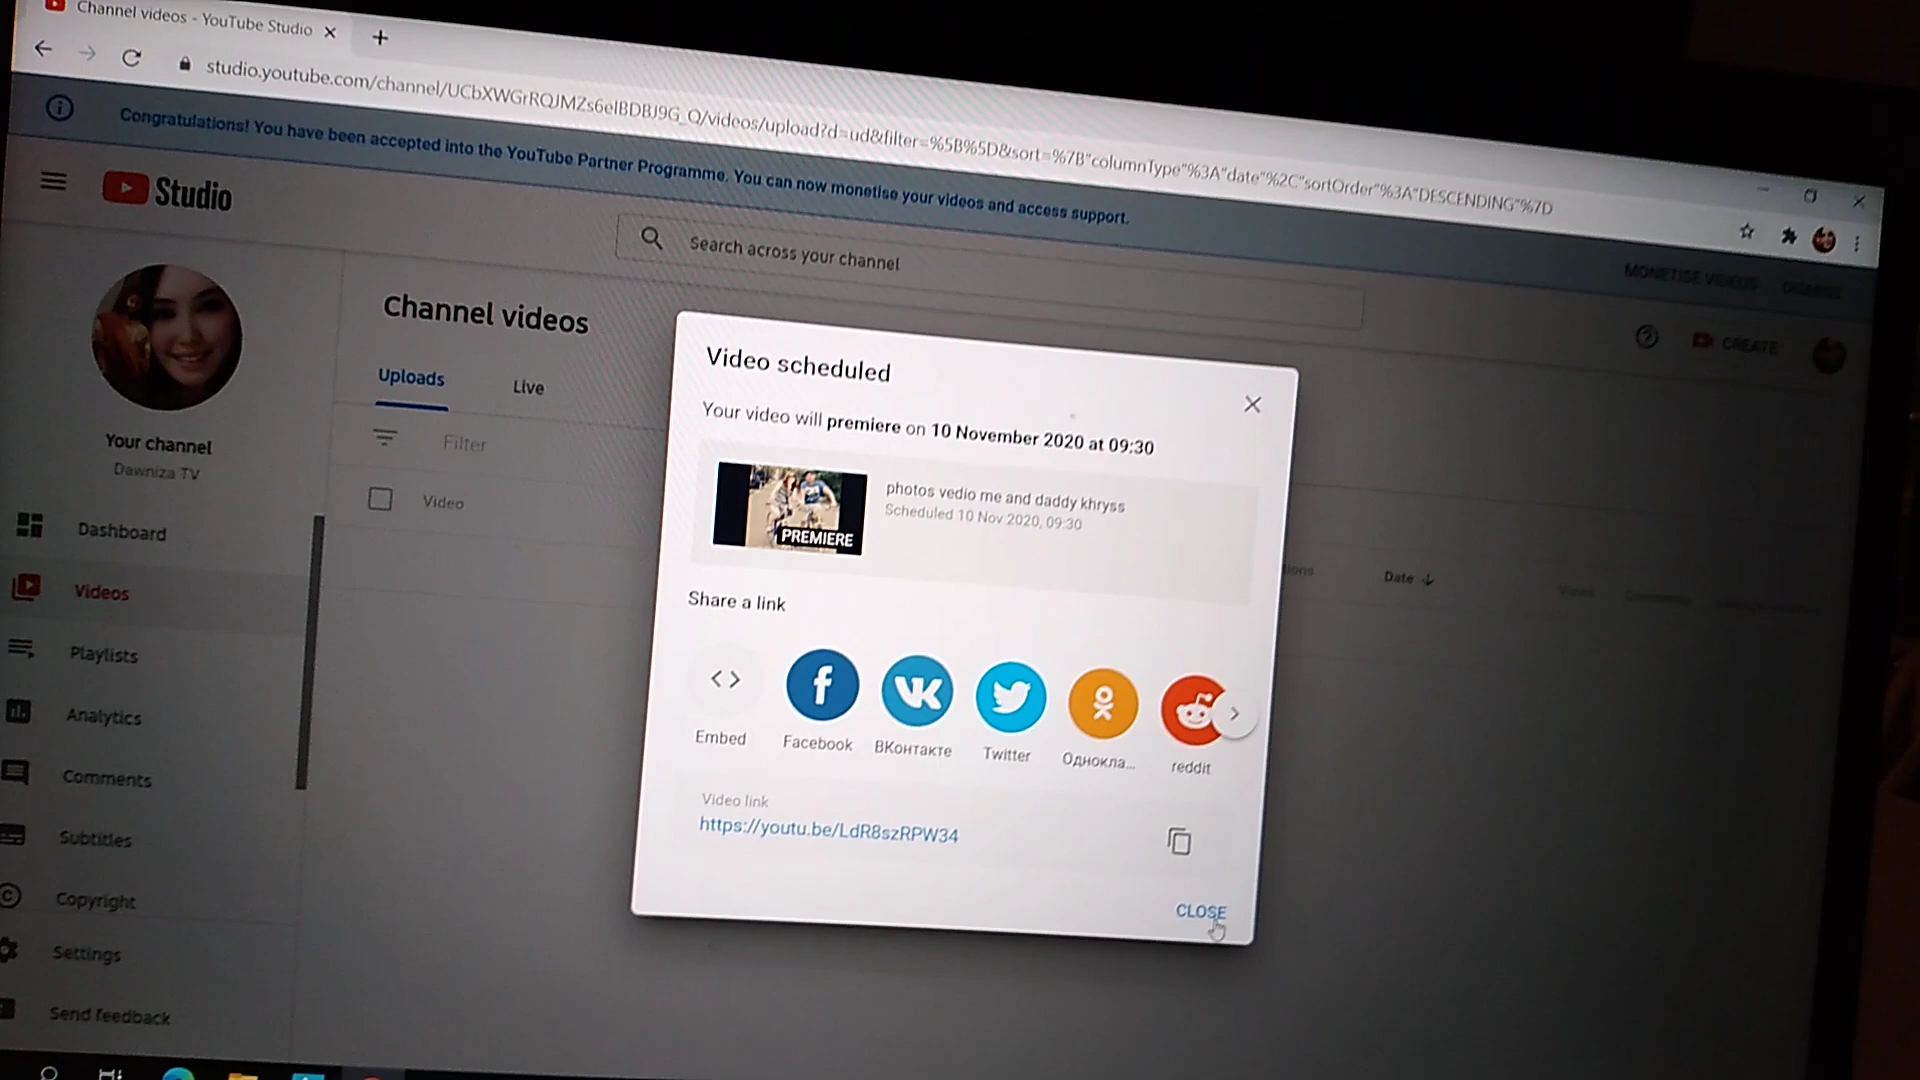 Channel videos - YouTube Studio
studio.youtube.com/channel/UCbXWGrRQJMZs6eIBDBJ9G_Q/videos/upload?d=ud&filter=%5B%5D&sort=%7B"columnType"%3A"date"%2C"sortOrder"%3A"DESCENDING"%7D
Congratulations! You have been accepted into the YouTube Partner Programme. You can now monetise your videos and access support.
MONETISE VIDEOS DISMISS
Studio
Search across your channel
CREATE
Channel videos
Uploads
Live
Filter
Video
Date
Your channel
Dawniza TV
Dashboard
Videos
Playlists
Analytics
Comments
Subtitles
Copyright
Settings
Send feedback
Video scheduled
Your video will premiere on 10 November 2020 at 09:30
PREMIERE
photos vedio me and daddy khryss
Scheduled 10 Nov 2020, 09:30
Share a link
Embed
Facebook
ВКонтакте
Twitter
Однокла...
reddit
Video link
https://youtu.be/LdR8szRPW34
CLOSE